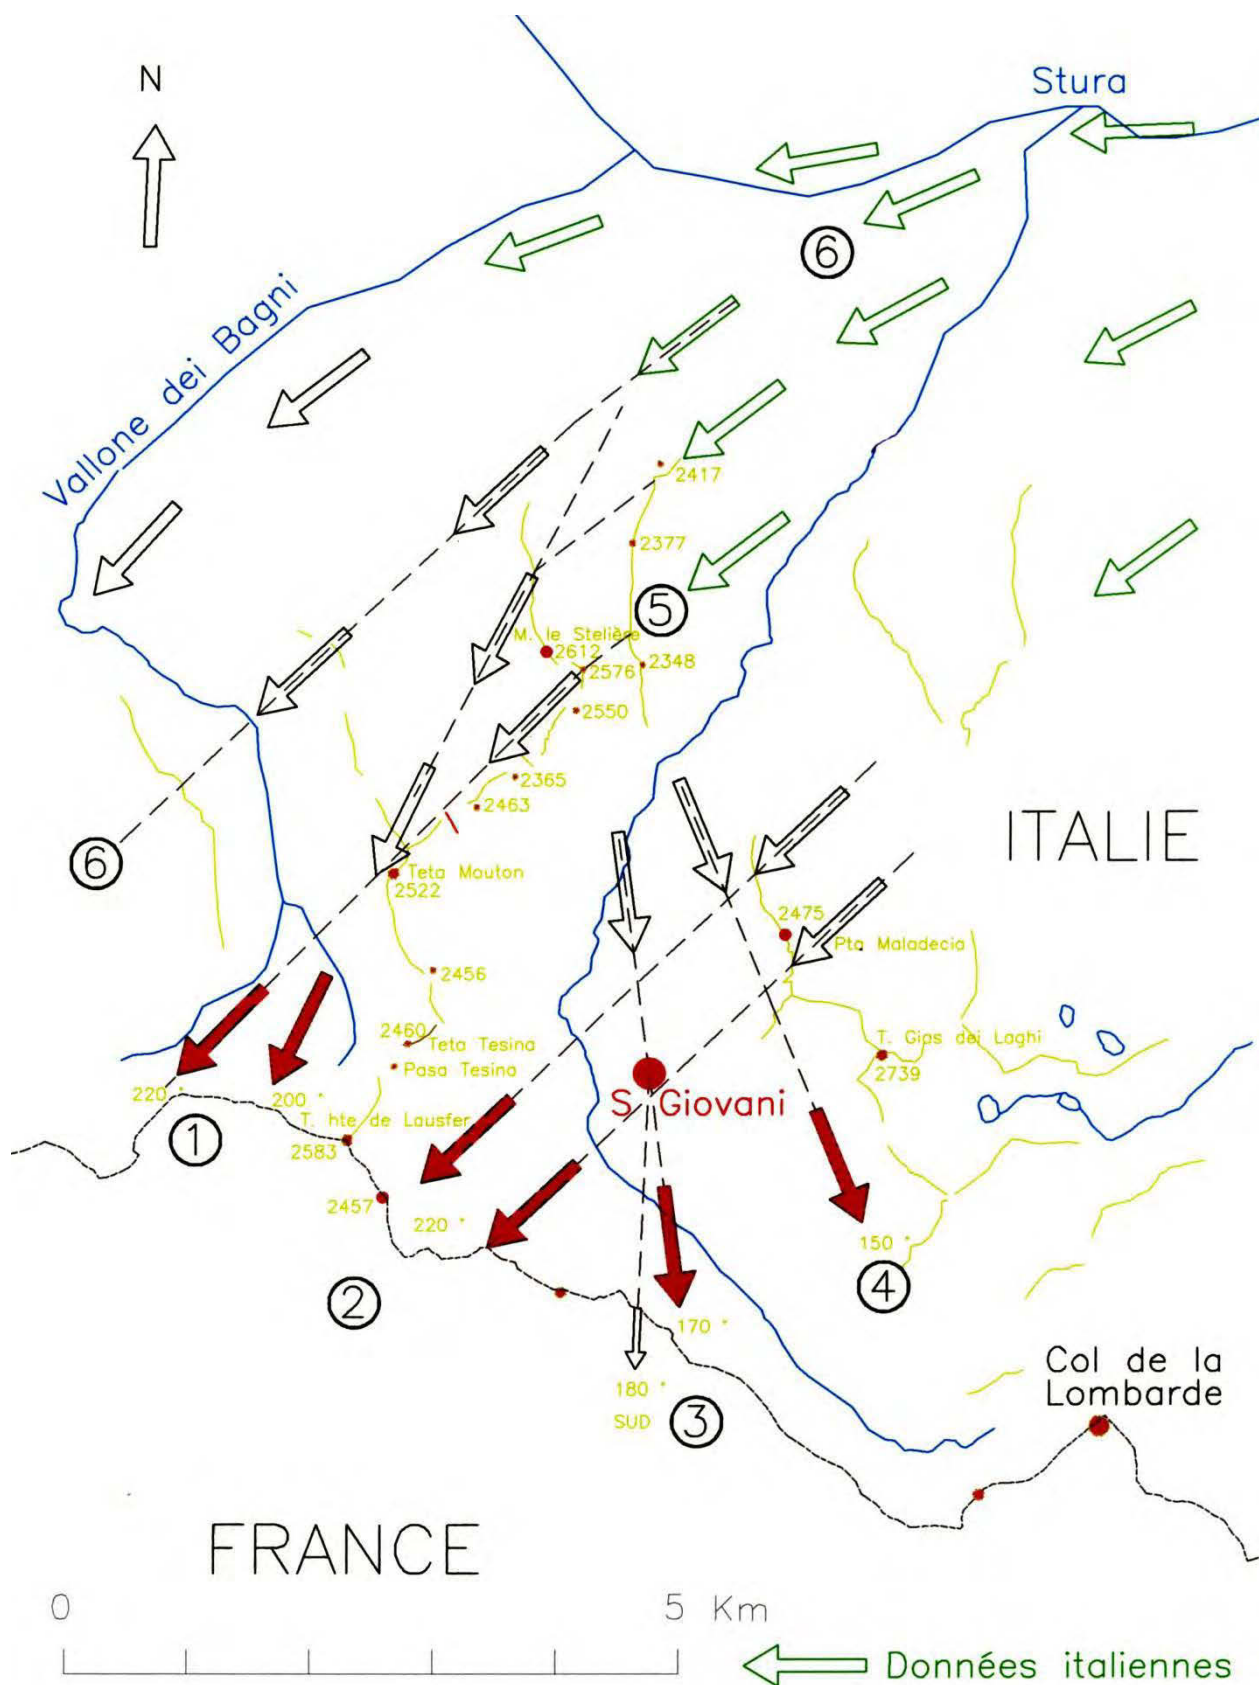 N
Stura
6
Vallone dei Bagni
2417
2377
5
M. le Stelière
2612
2576
2348
2550
2365
2463
ITALIE
6
Teta Mouton
2522
2475
Pta Maladecia
2456
2460
Teta Tesina
Pasa Tesina
T. Gias dei Laghi
2739
220 °
200 °
S Giovani
T. hte de Lausfer
1
2583
2457
220 °
150 °
2
4
170 °
Col de la
Lombarde
180 °
SUD
3
FRANCE
0
5 Km
Données italiennes